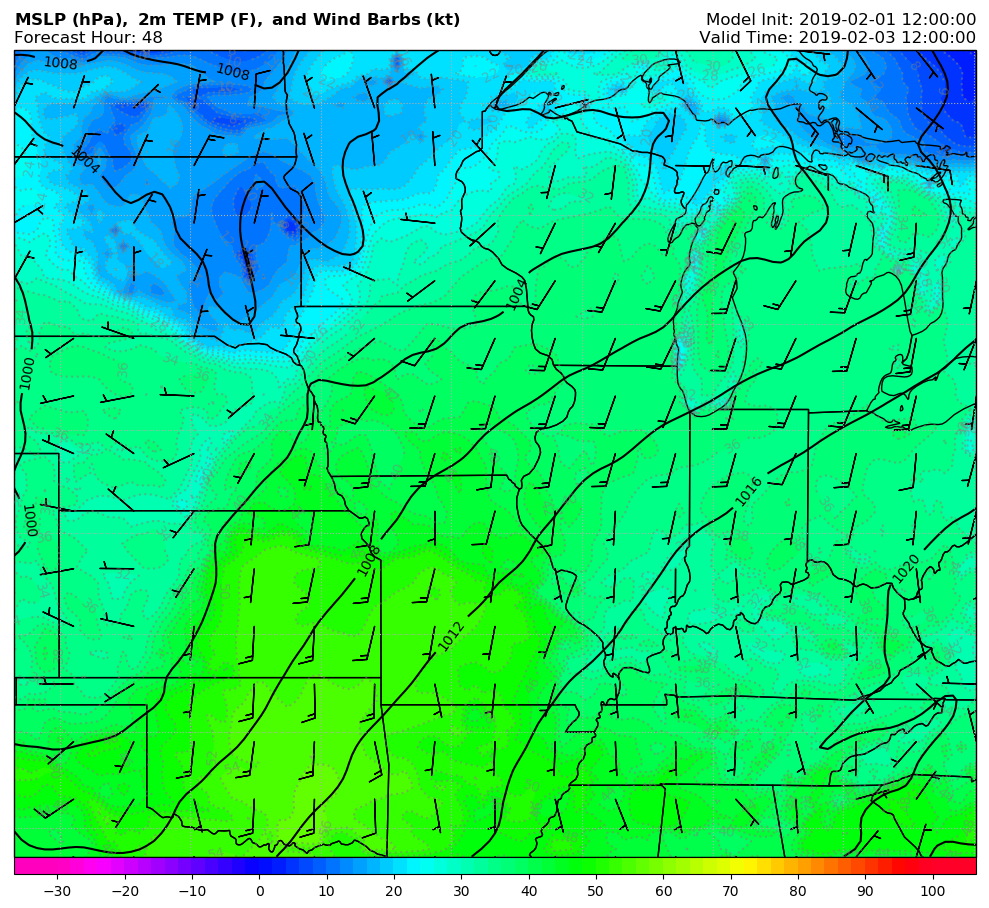 MSLP (hPa), 2m TEMP (F), and Wind Barbs (kt)
Model Init: 2019-02-01 12:00:00
Forecast Hour: 48
Valid Time: 2019-02-03 12:00:00
1008
1008
1004
1004
1000
1016
1000
1008
1020
1012
−30 −20 −10 0 10 20 30 40 50 60 70 80 90 100